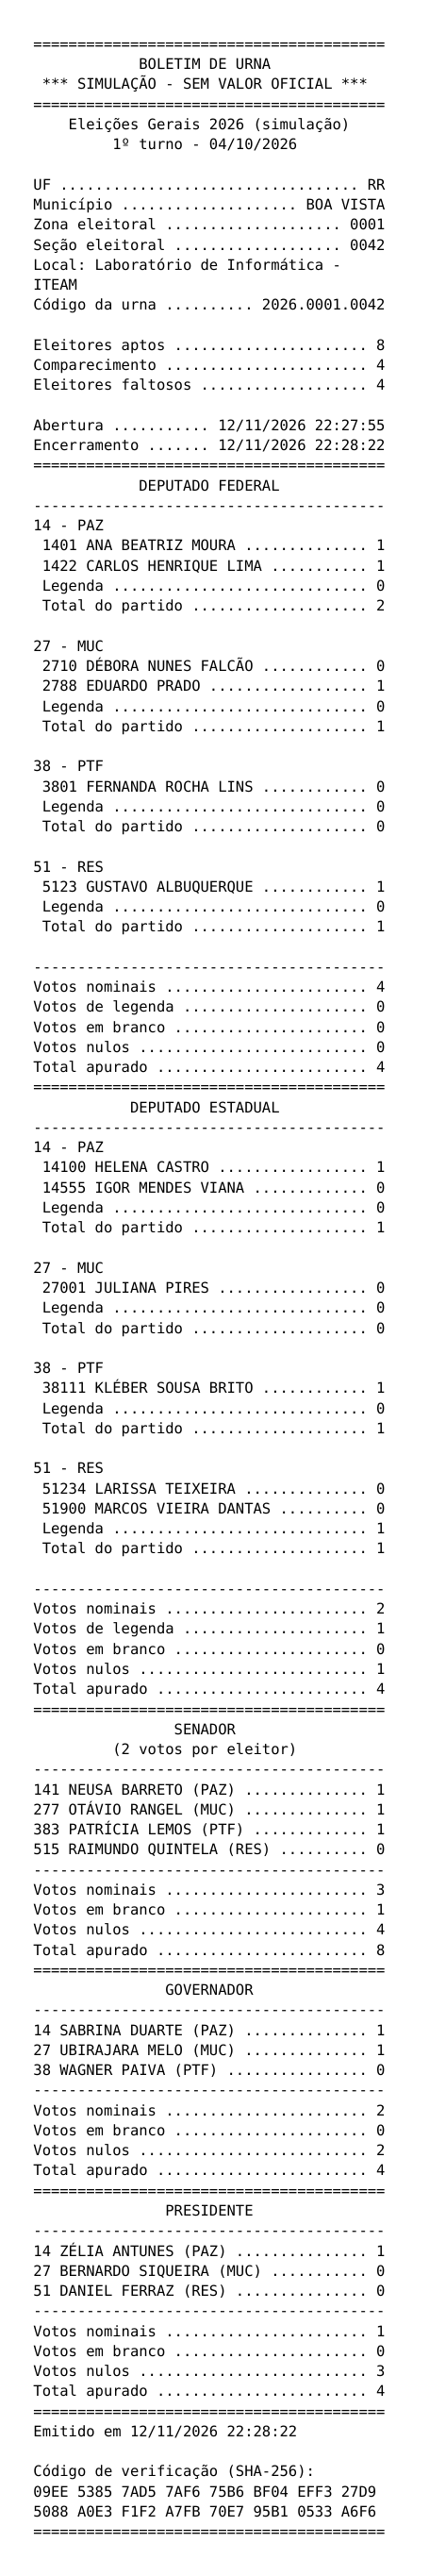 ========================================
BOLETIM DE URNA
*** SIMULAÇÃO - SEM VALOR OFICIAL ***
========================================
Eleições Gerais 2026 (simulação)
1º turno - 04/10/2026
UF .................................. RR
Município .................... BOA VISTA
Zona eleitoral .................... 0001
Seção eleitoral ................... 0042
Local: Laboratório de Informática -
ITEAM
Código da urna .......... 2026.0001.0042
Eleitores aptos ...................... 8
Comparecimento ....................... 4
Eleitores faltosos ................... 4
Abertura ........... 12/11/2026 22:27:55
Encerramento ....... 12/11/2026 22:28:22
========================================
DEPUTADO FEDERAL
----------------------------------------
14 - PAZ
1401 ANA BEATRIZ MOURA .............. 1
1422 CARLOS HENRIQUE LIMA ........... 1
Legenda ............................. 0
Total do partido .................... 2
27 - MUC
2710 DÉBORA NUNES FALCÃO ............ 0
2788 EDUARDO PRADO .................. 1
Legenda ............................. 0
Total do partido .................... 1
38 - PTF
3801 FERNANDA ROCHA LINS ............ 0
Legenda ............................. 0
Total do partido .................... 0
51 - RES
5123 GUSTAVO ALBUQUERQUE ............ 1
Legenda ............................. 0
Total do partido .................... 1
----------------------------------------
Votos nominais ....................... 4
Votos de legenda ..................... 0
Votos em branco ...................... 0
Votos nulos .......................... 0
Total apurado ........................ 4
========================================
DEPUTADO ESTADUAL
----------------------------------------
14 - PAZ
14100 HELENA CASTRO ................. 1
14555 IGOR MENDES VIANA ............. 0
Legenda ............................. 0
Total do partido .................... 1
27 - MUC
27001 JULIANA PIRES ................. 0
Legenda ............................. 0
Total do partido .................... 0
38 - PTF
38111 KLÉBER SOUSA BRITO ............ 1
Legenda ............................. 0
Total do partido .................... 1
51 - RES
51234 LARISSA TEIXEIRA .............. 0
51900 MARCOS VIEIRA DANTAS .......... 0
Legenda ............................. 1
Total do partido .................... 1
----------------------------------------
Votos nominais ....................... 2
Votos de legenda ..................... 1
Votos em branco ...................... 0
Votos nulos .......................... 1
Total apurado ........................ 4
========================================
SENADOR
(2 votos por eleitor)
----------------------------------------
141 NEUSA BARRETO (PAZ) .............. 1
277 OTÁVIO RANGEL (MUC) .............. 1
383 PATRÍCIA LEMOS (PTF) ............. 1
515 RAIMUNDO QUINTELA (RES) .......... 0
----------------------------------------
Votos nominais ....................... 3
Votos em branco ...................... 1
Votos nulos .......................... 4
Total apurado ........................ 8
========================================
GOVERNADOR
----------------------------------------
14 SABRINA DUARTE (PAZ) .............. 1
27 UBIRAJARA MELO (MUC) .............. 1
38 WAGNER PAIVA (PTF) ................ 0
----------------------------------------
Votos nominais ....................... 2
Votos em branco ...................... 0
Votos nulos .......................... 2
Total apurado ........................ 4
========================================
PRESIDENTE
----------------------------------------
14 ZÉLIA ANTUNES (PAZ) ............... 1
27 BERNARDO SIQUEIRA (MUC) ........... 0
51 DANIEL FERRAZ (RES) ............... 0
----------------------------------------
Votos nominais ....................... 1
Votos em branco ...................... 0
Votos nulos .......................... 3
Total apurado ........................ 4
========================================
Emitido em 12/11/2026 22:28:22
Código de verificação (SHA-256):
09EE 5385 7AD5 7AF6 75B6 BF04 EFF3 27D9
5088 A0E3 F1F2 A7FB 70E7 95B1 0533 A6F6
========================================